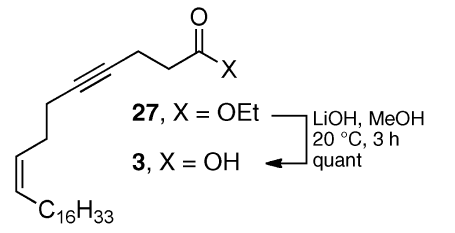 O
X
27, X = OEt
LiOH, MeOH
20 °C, 3 h
3, X = OH
quant
C16H33